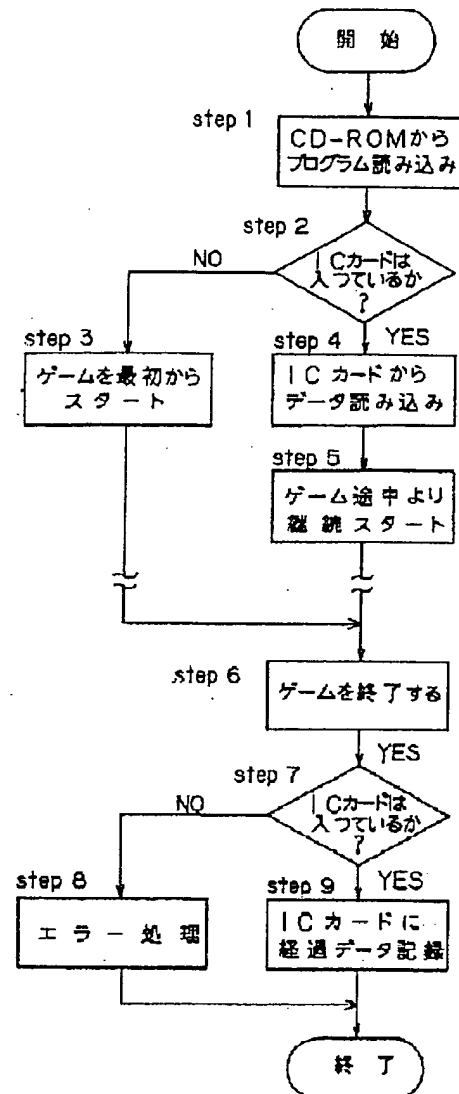 開 始
step 1
CD-ROMから
プログラム読み込み
step 2
ICカードは
入つているか
?
NO
YES
step 3
ゲームを最初から
スタート
step 4
ICカードから
データ読み込み
step 5
ゲーム途中より
継続スタート
step 6
ゲームを終了する
YES
step 7
ICカードは
入つているか
?
NO
YES
step 8
エラー処理
step 9
ICカードに
経過データ記録
終 了